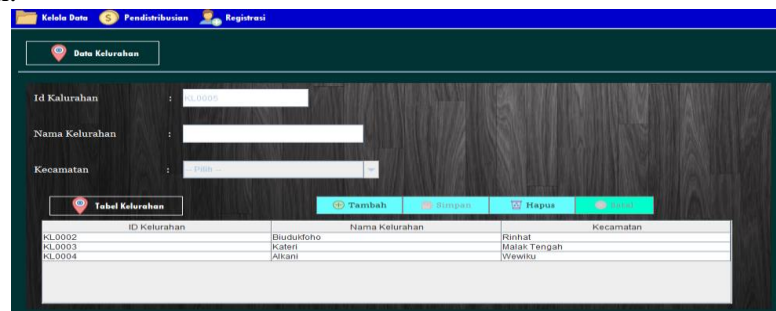 Kelola Data Pendistribusian Registrasi
Data Kelurahan
Id Kalurahan : KL0005
Nama Kelurahan :
Kecamatan : -- Pilih --
Tabel Kelurahan Tambah Simpan Hapus Batal
ID Kelurahan Nama Kelurahan Kecamatan
KL0002 Biudukfoho Rinhat
KL0003 Kateri Malak Tengah
KL0004 Alkani Wewiku